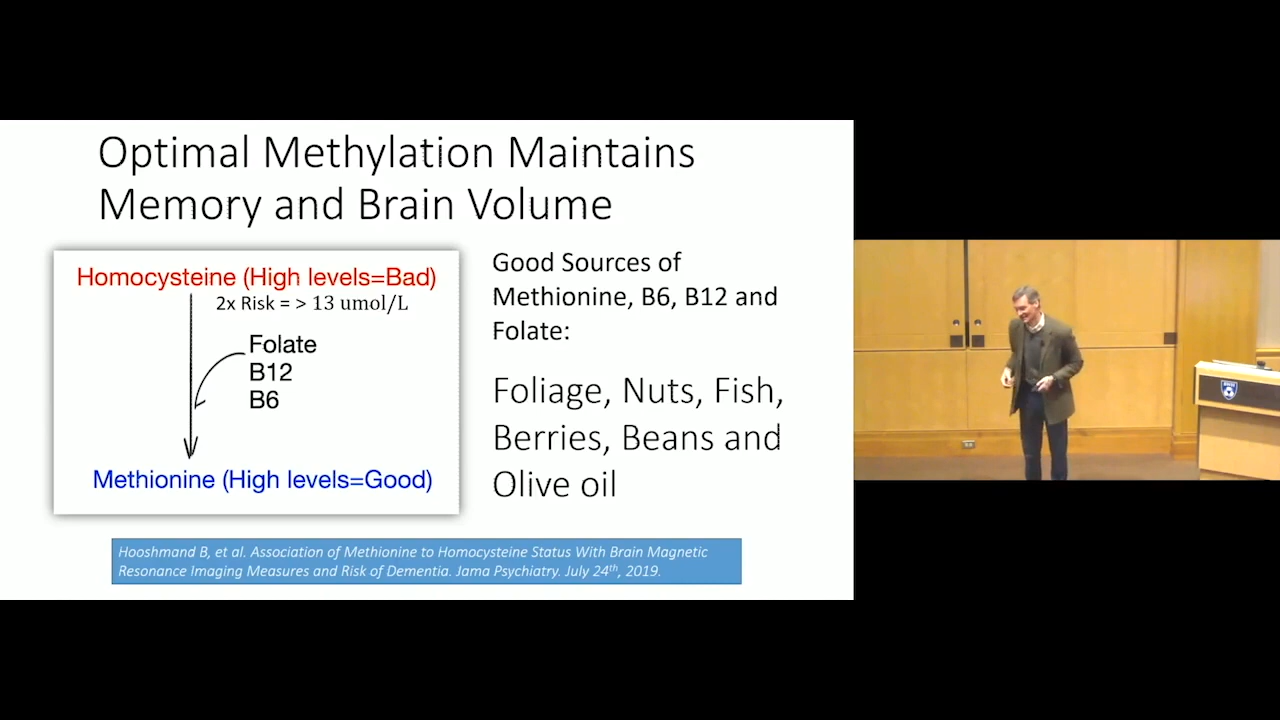 Optimal Methylation Maintains
Memory and Brain Volume
Homocysteine (High levels=Bad)
2x Risk = > 13 umol/L
Folate
B12
B6
Methionine (High levels=Good)
Good Sources of
Methionine, B6, B12 and
Folate:
Foliage, Nuts, Fish,
Berries, Beans and
Olive oil
Hooshmand B, et al. Association of Methionine to Homocysteine Status With Brain Magnetic
Resonance Imaging Measures and Risk of Dementia. Jama Psychiatry. July 24th, 2019.